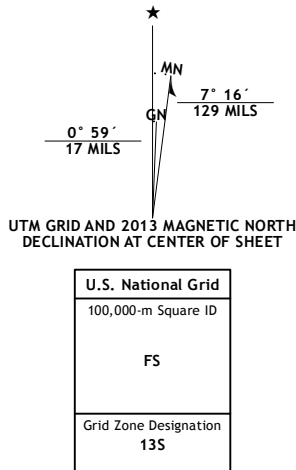 ★
MN
GN
7° 16´
129 MILS
0° 59´
17 MILS
UTM GRID AND 2013 MAGNETIC NORTH
DECLINATION AT CENTER OF SHEET
U.S. National Grid
100,000-m Square ID
FS
Grid Zone Designation
13S